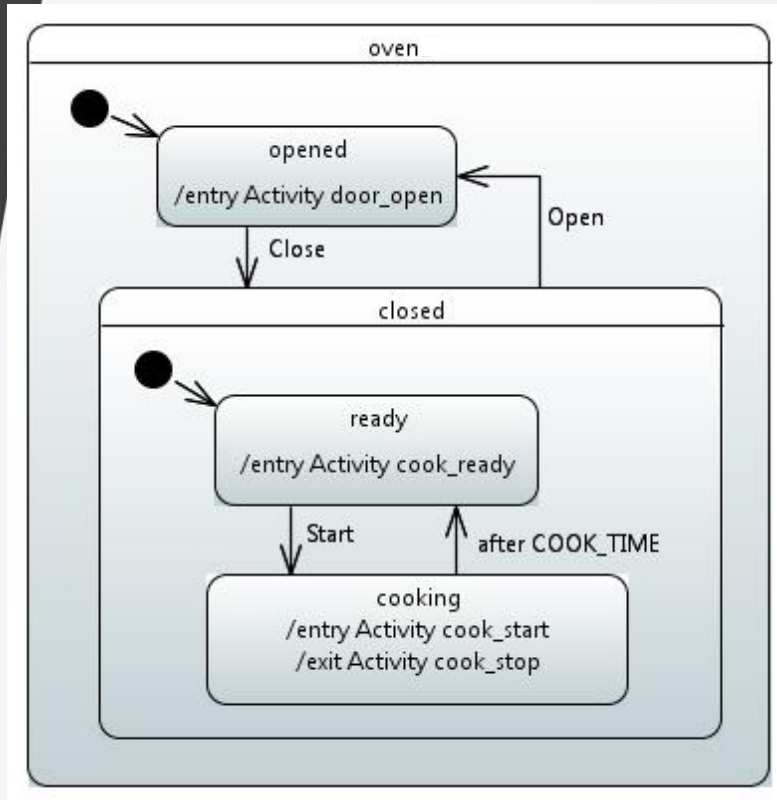 oven
opened
/entry Activity door_open
Open
Close
closed
ready
/entry Activity cook_ready
Start
after COOK_TIME
cooking
/entry Activity cook_start
/exit Activity cook_stop